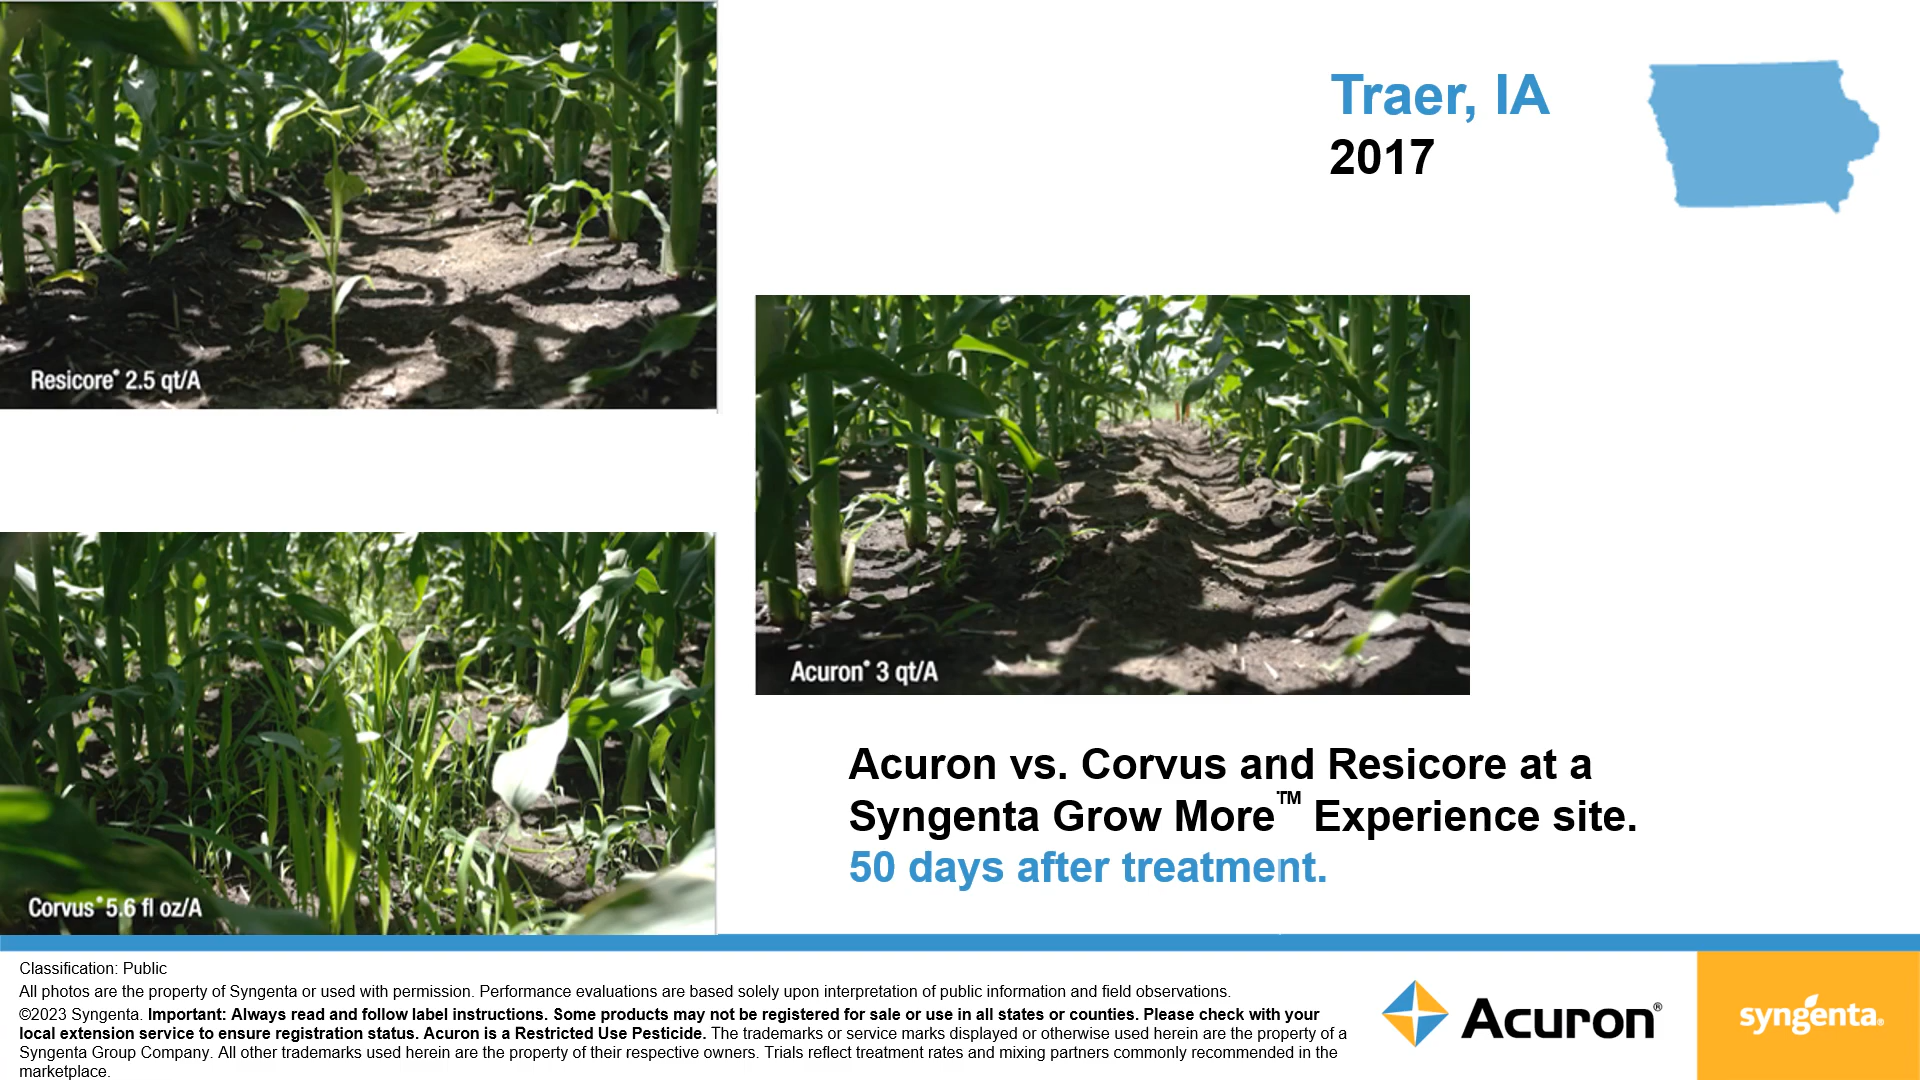 Traer, IA
2017
Resicore® 2.5 qt/A
Acuron® 3 qt/A
Corvus® 5.6 fl oz/A
Acuron vs. Corvus and Resicore at a
Syngenta Grow More™ Experience site.
50 days after treatment.
Classification: Public
All photos are the property of Syngenta or used with permission. Performance evaluations are based solely upon interpretation of public information and field observations.
©2023 Syngenta. Important: Always read and follow label instructions. Some products may not be registered for sale or use in all states or counties. Please check with your
local extension service to ensure registration status. Acuron is a Restricted Use Pesticide. The trademarks or service marks displayed or otherwise used herein are the property of a
Syngenta Group Company. All other trademarks used herein are the property of their respective owners. Trials reflect treatment rates and mixing partners commonly recommended in the
marketplace.
Acuron®
syngenta®